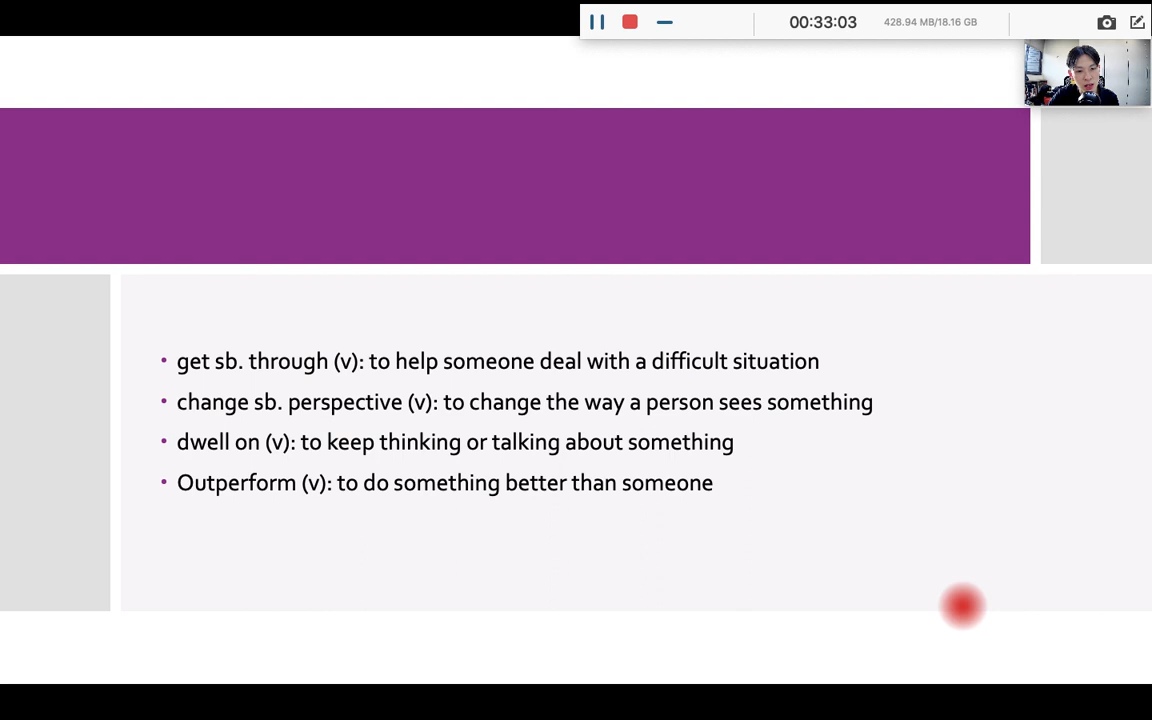 00:33:03 428.94 MB/18.16 GB
• get sb. through (v): to help someone deal with a difficult situation
• change sb. perspective (v): to change the way a person sees something
• dwell on (v): to keep thinking or talking about something
• Outperform (v): to do something better than someone